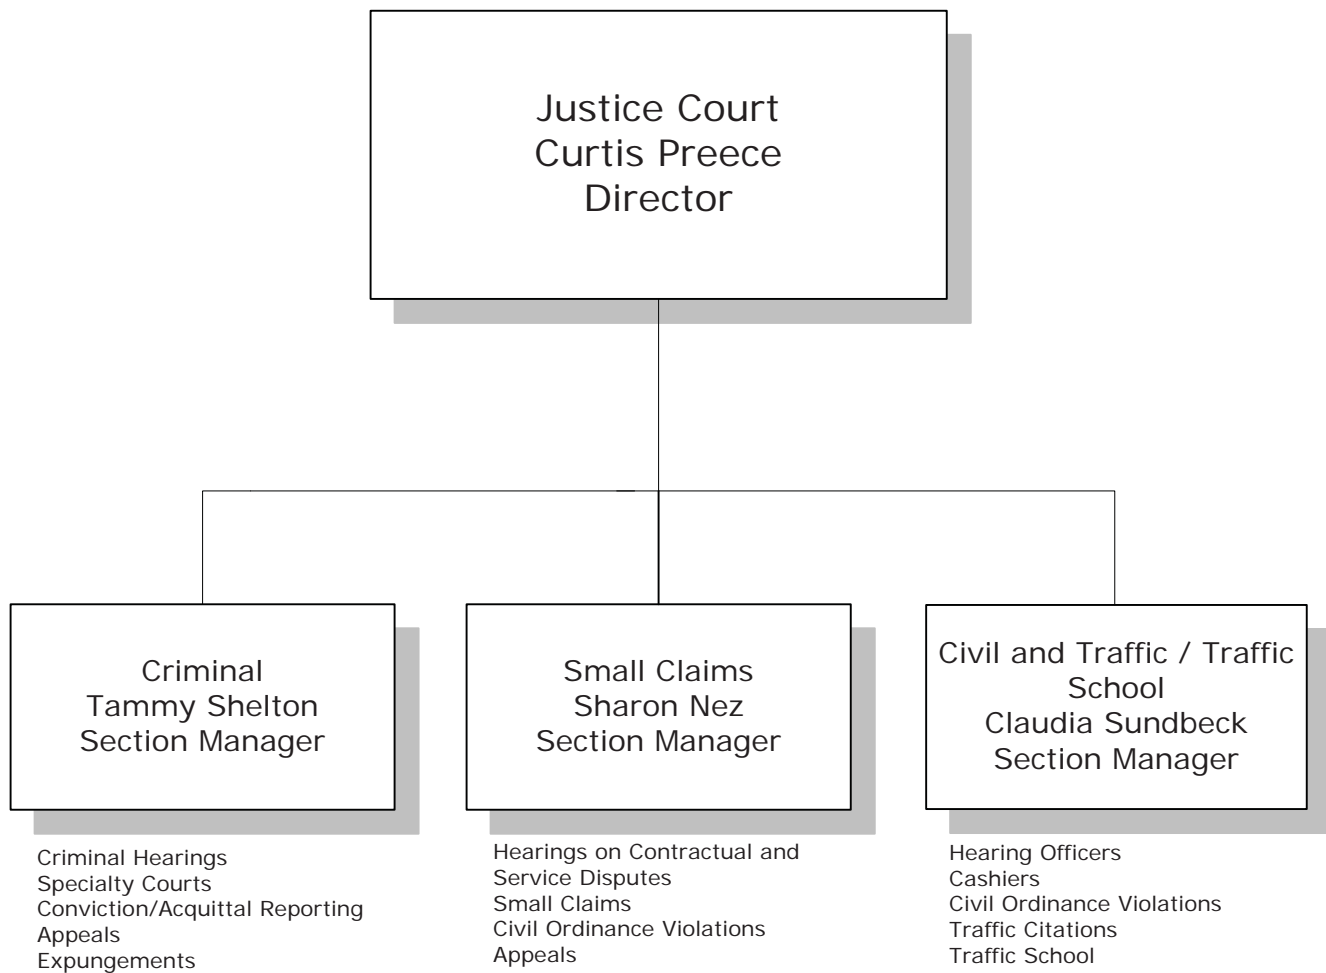 Justice Court
Curtis Preece
Director
Criminal
Tammy Shelton
Section Manager
Small Claims
Sharon Nez
Section Manager
Civil and Traffic / Traffic
School
Claudia Sundbeck
Section Manager
Criminal Hearings
Specialty Courts
Conviction/Acquittal Reporting
Appeals
Expungements
Hearings on Contractual and
Service Disputes
Small Claims
Civil Ordinance Violations
Appeals
Hearing Officers
Cashiers
Civil Ordinance Violations
Traffic Citations
Traffic School